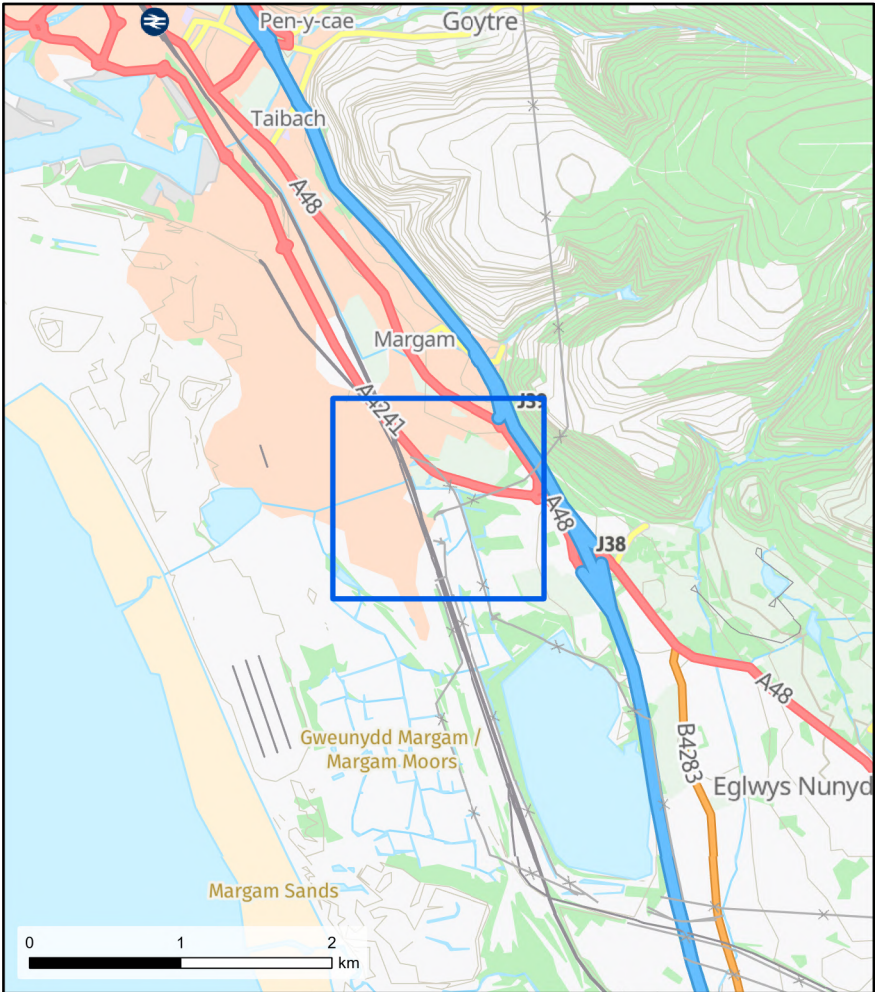 Pen-y-cae
Goytre
Taibach
A48
Margam
A4241
J39
A48
J38
A48
B4283
Gweunydd Margam /
Margam Moors
Eglwys Nunyd
Margam Sands
0 1 2
km